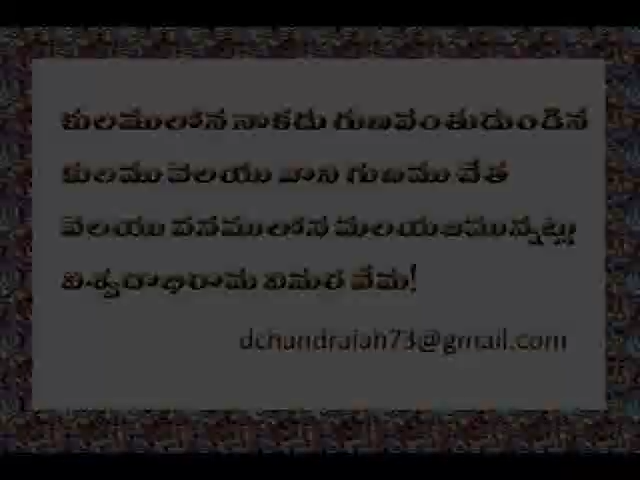 కులములోన నొకడు గుణవంతుడుండిన
కులము వెలయు వాని గుణము చేత
వెలయు వనములోన మలయజమున్నట్లు
విశ్వదాభిరామ వినుర వేమ!
dchandraiah73@gmail.com